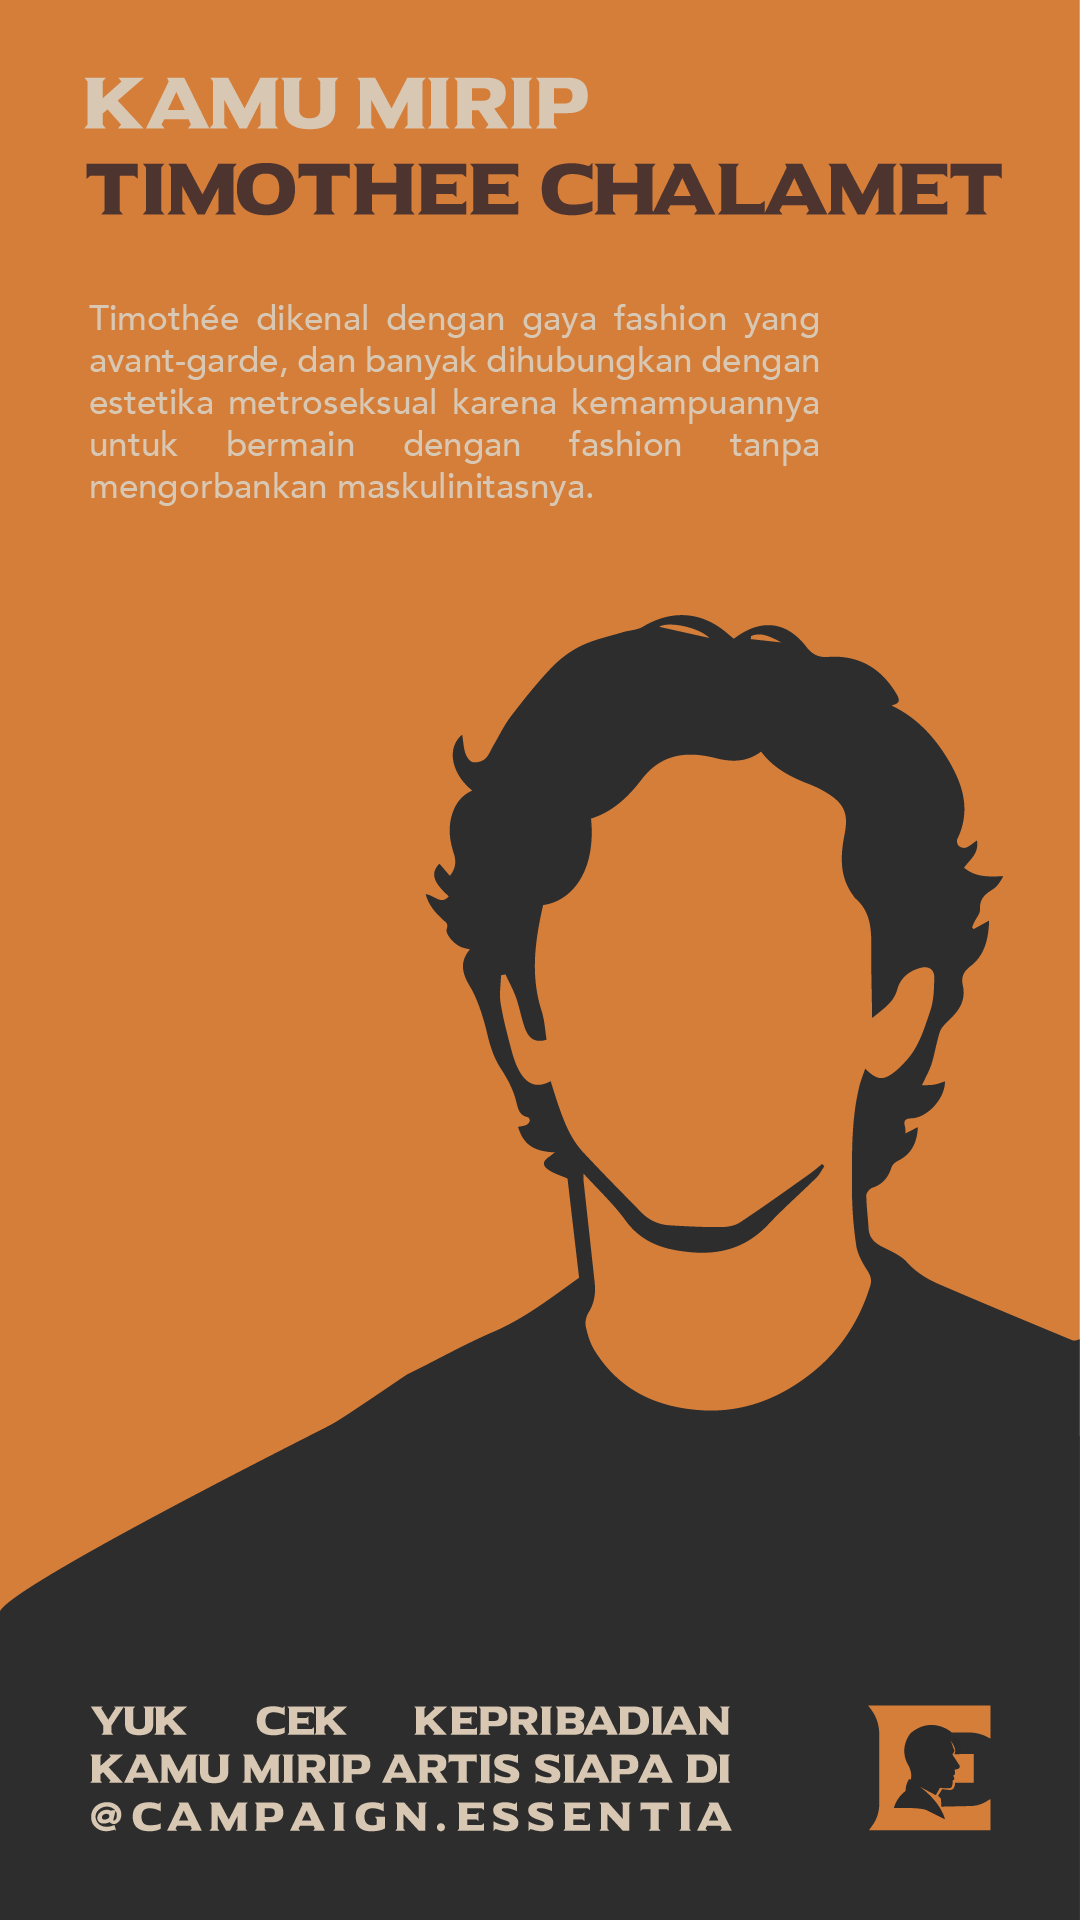 KAMU MIRIP
TIMOTHEE CHALAMET
Timothée dikenal dengan gaya fashion yang
avant-garde, dan banyak dihubungkan dengan
estetika metroseksual karena kemampuannya
untuk bermain dengan fashion tanpa
mengorbankan maskulinitasnya.
YUK CEK KEPRIBADIAN
KAMU MIRIP ARTIS SIAPA DI
@CAMPAIGN.ESSENTIA